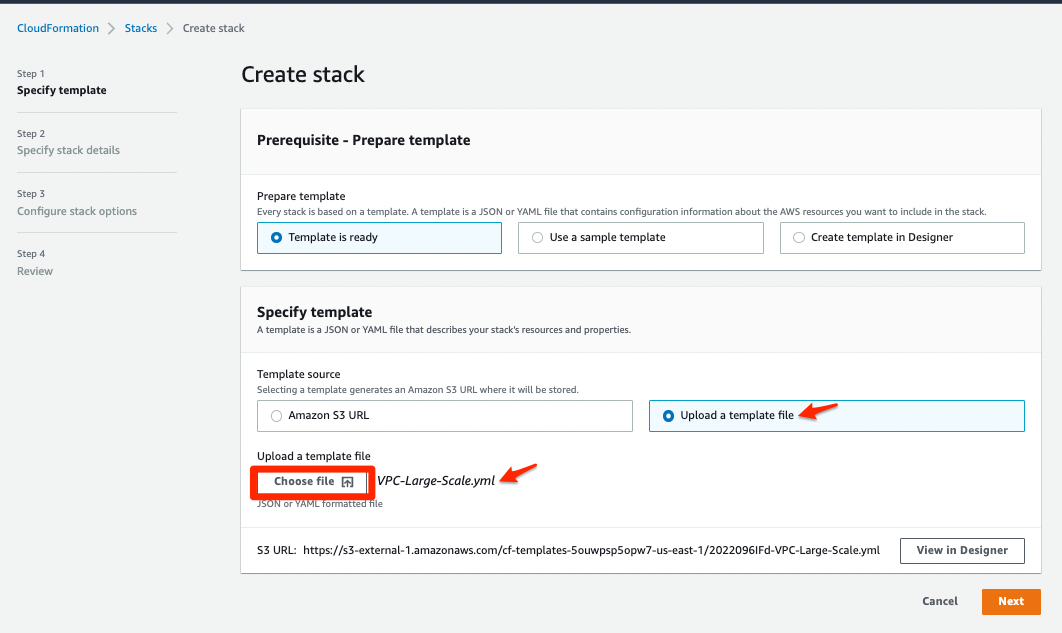 CloudFormation > Stacks > Create stack
Step 1
Specify template
Step 2
Specify stack details
Step 3
Configure stack options
Step 4
Review
Create stack
Prerequisite - Prepare template
Prepare template
Every stack is based on a template. A template is a JSON or YAML file that contains configuration information about the AWS resources you want to include in the stack.
Template is ready
Use a sample template
Create template in Designer
Specify template
A template is a JSON or YAML file that describes your stack's resources and properties.
Template source
Selecting a template generates an Amazon S3 URL where it will be stored.
Amazon S3 URL
Upload a template file
Upload a template file
Choose file
VPC-Large-Scale.yml
JSON or YAML formatted file
S3 URL: https://s3-external-1.amazonaws.com/cf-templates-5ouwpsp5opw7-us-east-1/2022096IFd-VPC-Large-Scale.yml
View in Designer
Cancel
Next